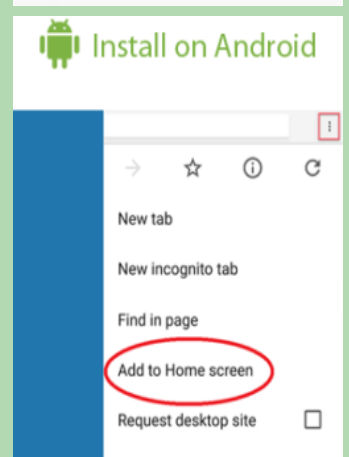 Install on Android
New tab
New incognito tab
Find in page
Add to Home screen
Request desktop site